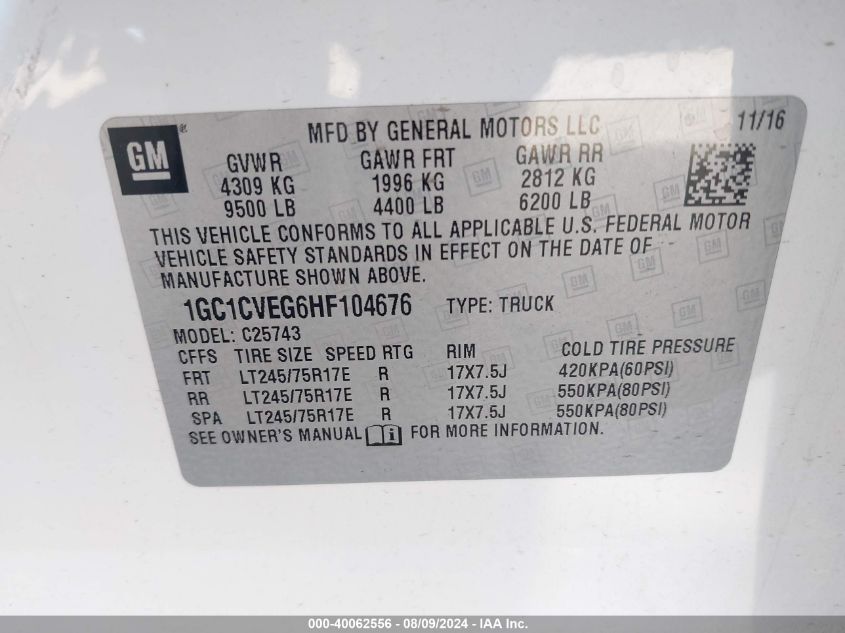 GM
®
MFD BY GENERAL MOTORS LLC 11/16
GVWR GAWR FRT GAWR RR
4309 KG 1996 KG 2812 KG
9500 LB 4400 LB 6200 LB
THIS VEHICLE CONFORMS TO ALL APPLICABLE U.S. FEDERAL MOTOR
VEHICLE SAFETY STANDARDS IN EFFECT ON THE DATE OF
MANUFACTURE SHOWN ABOVE.
1GC1CVEG6HF104676 TYPE: TRUCK
MODEL: C25743
CFFS TIRE SIZE SPEED RTG RIM COLD TIRE PRESSURE
FRT LT245/75R17E R 17X7.5J 420KPA(60PSI)
RR LT245/75R17E R 17X7.5J 550KPA(80PSI)
SPA LT245/75R17E R 17X7.5J 550KPA(80PSI)
SEE OWNER'S MANUAL FOR MORE INFORMATION.
000-40062556 - 08/09/2024 - IAA Inc.